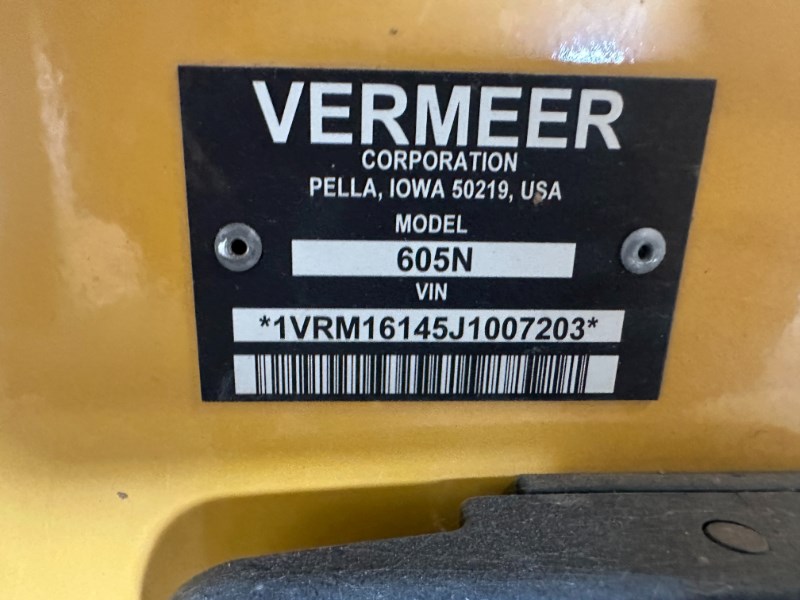 VERMEER
CORPORATION
PELLA, IOWA 50219, USA
MODEL
605N
VIN
*1VRM16145J1007203*